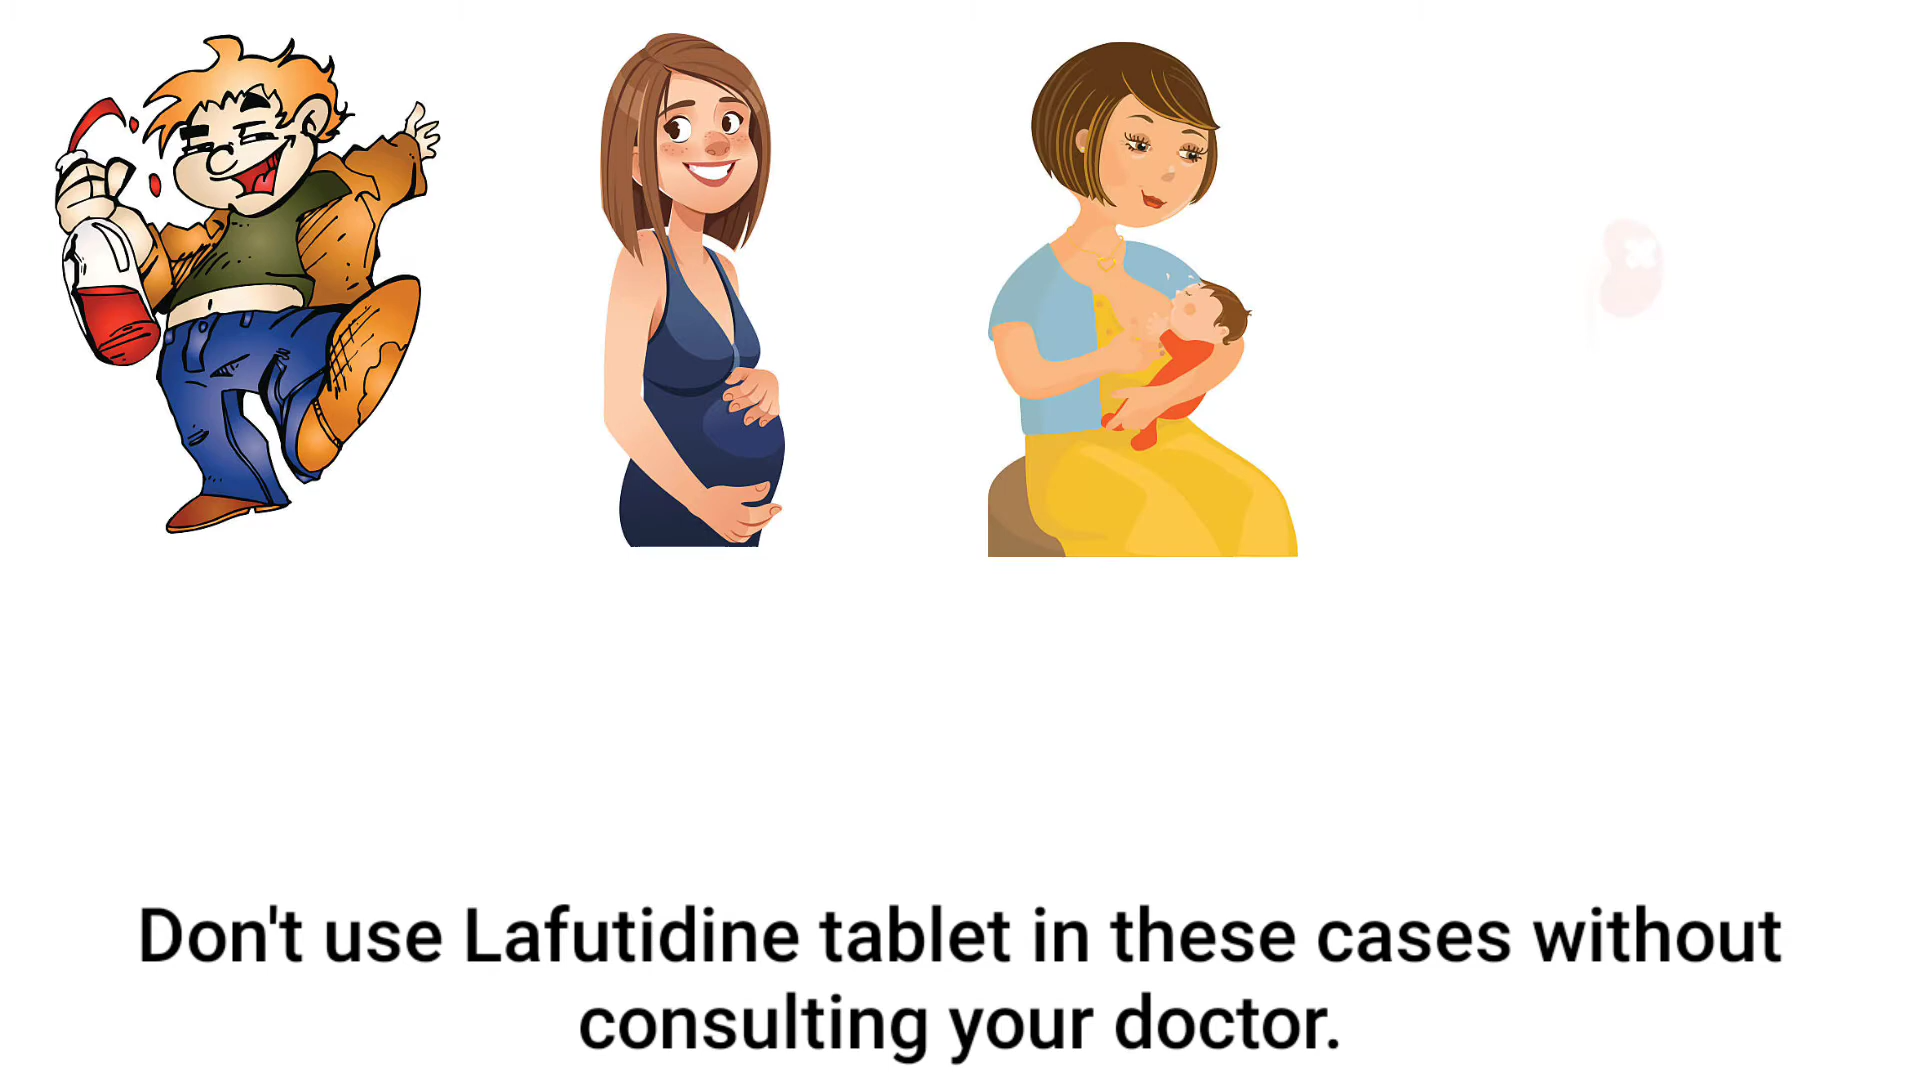 Don't use Lafutidine tablet in these cases without
consulting your doctor.